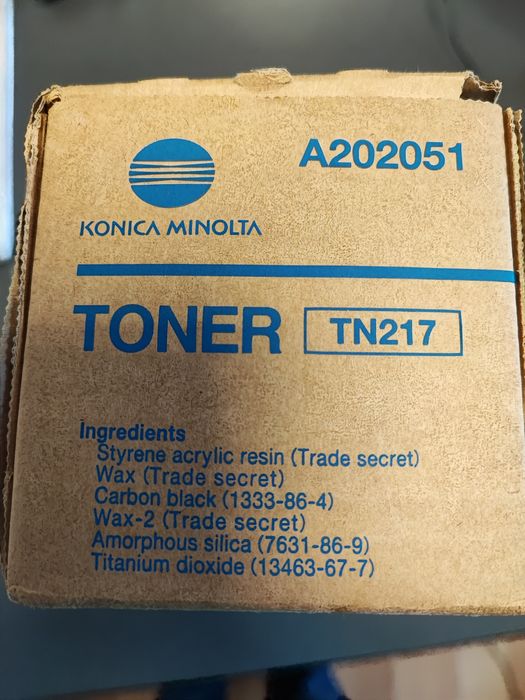 A202051
KONICA MINOLTA
TONER TN217
Ingredients
Styrene acrylic resin (Trade secret)
Wax (Trade secret)
Carbon black (1333-86-4)
Wax-2 (Trade secret)
Amorphous silica (7631-86-9)
Titanium dioxide (13463-67-7)